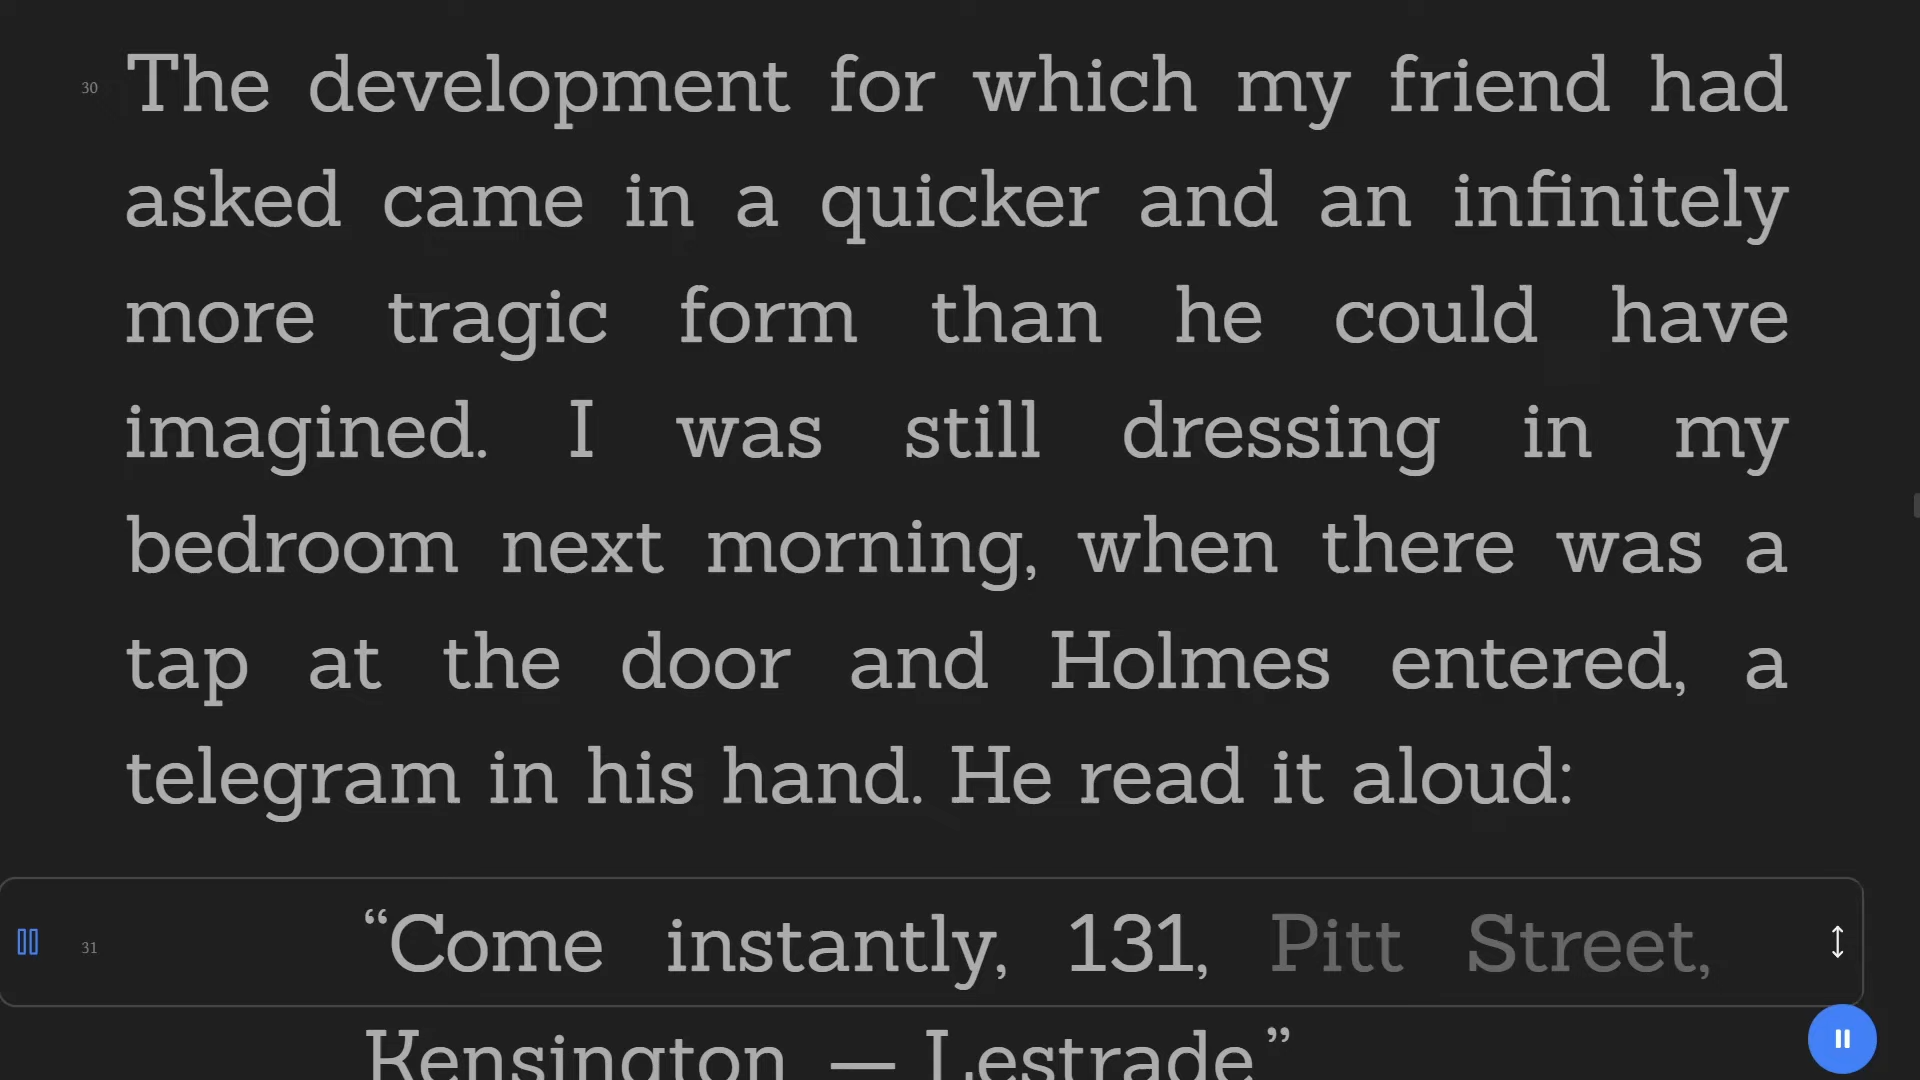 30 The development for which my friend had
asked came in a quicker and an infinitely
more tragic form than he could have
imagined. I was still dressing in my
bedroom next morning, when there was a
tap at the door and Holmes entered, a
telegram in his hand. He read it aloud:
31 “Come instantly, 131, Pitt Street,
Kensington — Lestrade”